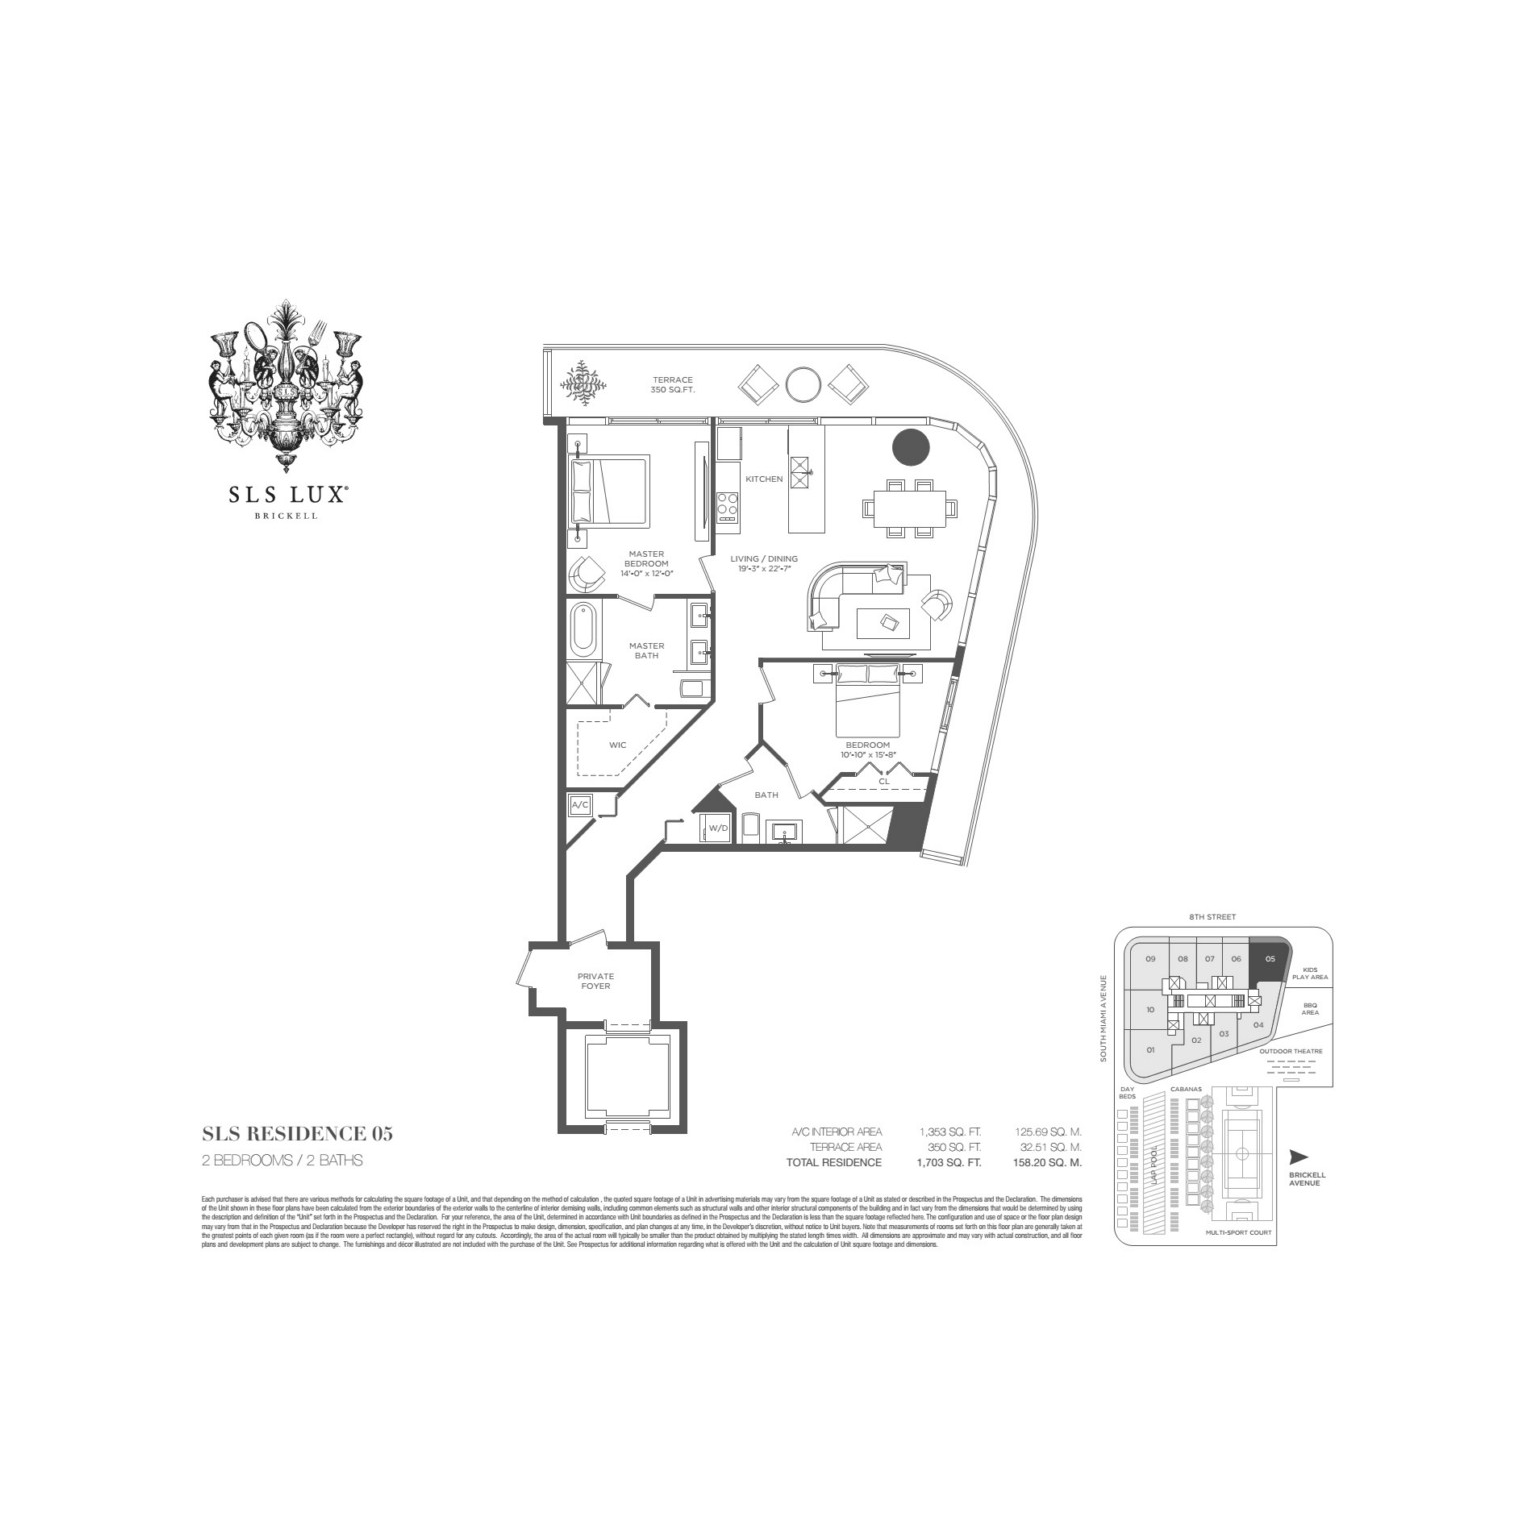 SLS LUX®
BRICKELL
TERRACE
350 SQ.FT.
KITCHEN
MASTER
BEDROOM
14'-0" x 12'-0"
LIVING / DINING
19'-3" x 22'-7"
MASTER
BATH
WIC
BEDROOM
10'-10" x 15'-8"
CL
BATH
A/C
W/D
PRIVATE
FOYER
8TH STREET
SOUTH MIAMI AVENUE
09
08
07
06
05
10
04
03
02
01
KIDS
PLAY AREA
BBQ
AREA
OUTDOOR THEATRE
DAY
BEDS
CABANAS
LAP POOL
BRICKELL
AVENUE
MULTI-SPORT COURT
SLS RESIDENCE 05
2 BEDROOMS / 2 BATHS
A/C INTERIOR AREA 1,353 SQ. FT. 125.69 SQ. M.
TERRACE AREA 350 SQ. FT. 32.51 SQ. M.
TOTAL RESIDENCE 1,703 SQ. FT. 158.20 SQ. M.
Each purchaser is advised that there are various methods for calculating the square footage of a Unit, and that depending on the method of calculation , the quoted square footage of a Unit in advertising materials may vary from the square footage of a Unit as stated or described in the Prospectus and the Declaration. The dimensions
of the Unit shown in these floor plans have been calculated from the exterior boundaries of the exterior walls to the centerline of interior demising walls, including common elements such as structural walls and other interior structural components of the building and in fact vary from the dimensions that would be determined by using
the description and definition of the "Unit" set forth in the Prospectus and the Declaration. For your reference, the area of the Unit, determined in accordance with Unit boundaries as defined in the Prospectus and the Declaration is less than the square footage reflected here. The configuration and use of space or the floor plan design
may vary from that in the Prospectus and Declaration because the Developer has reserved the right in the Prospectus to make design, dimension, specification, and plan changes at any time, in the Developer's discretion, without notice to Unit buyers. Note that measurements of rooms set forth on this floor plan are generally taken at
the greatest points of each given room (as if the room were a perfect rectangle), without regard for any cutouts. Accordingly, the area of the actual room will typically be smaller than the product obtained by multiplying the stated length times width. All dimensions are approximate and may vary with actual construction, and all floor
plans and development plans are subject to change. The furnishings and décor illustrated are not included with the purchase of the Unit. See Prospectus for additional information regarding what is offered with the Unit and the calculation of Unit square footage and dimensions.